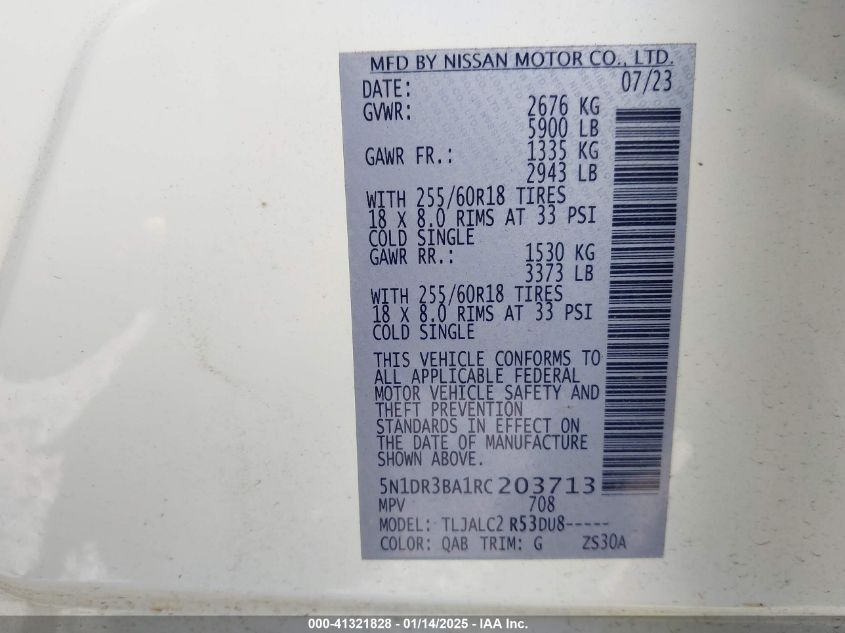 MFD BY NISSAN MOTOR CO., LTD.
DATE: 07/23
GVWR: 2676 KG
5900 LB
GAWR FR.: 1335 KG
2943 LB
WITH 255/60R18 TIRES
18 X 8.0 RIMS AT 33 PSI
COLD SINGLE
GAWR RR.: 1530 KG
3373 LB
WITH 255/60R18 TIRES
18 X 8.0 RIMS AT 33 PSI
COLD SINGLE
THIS VEHICLE CONFORMS TO
ALL APPLICABLE FEDERAL
MOTOR VEHICLE SAFETY AND
THEFT PREVENTION
STANDARDS IN EFFECT ON
THE DATE OF MANUFACTURE
SHOWN ABOVE.
5N1DR3BA1RC203713
MPV 708
MODEL: TLJALC2 R53DU8-----
COLOR: QAB TRIM: G ZS30A
000-41321828 - 01/14/2025 - IAA Inc.